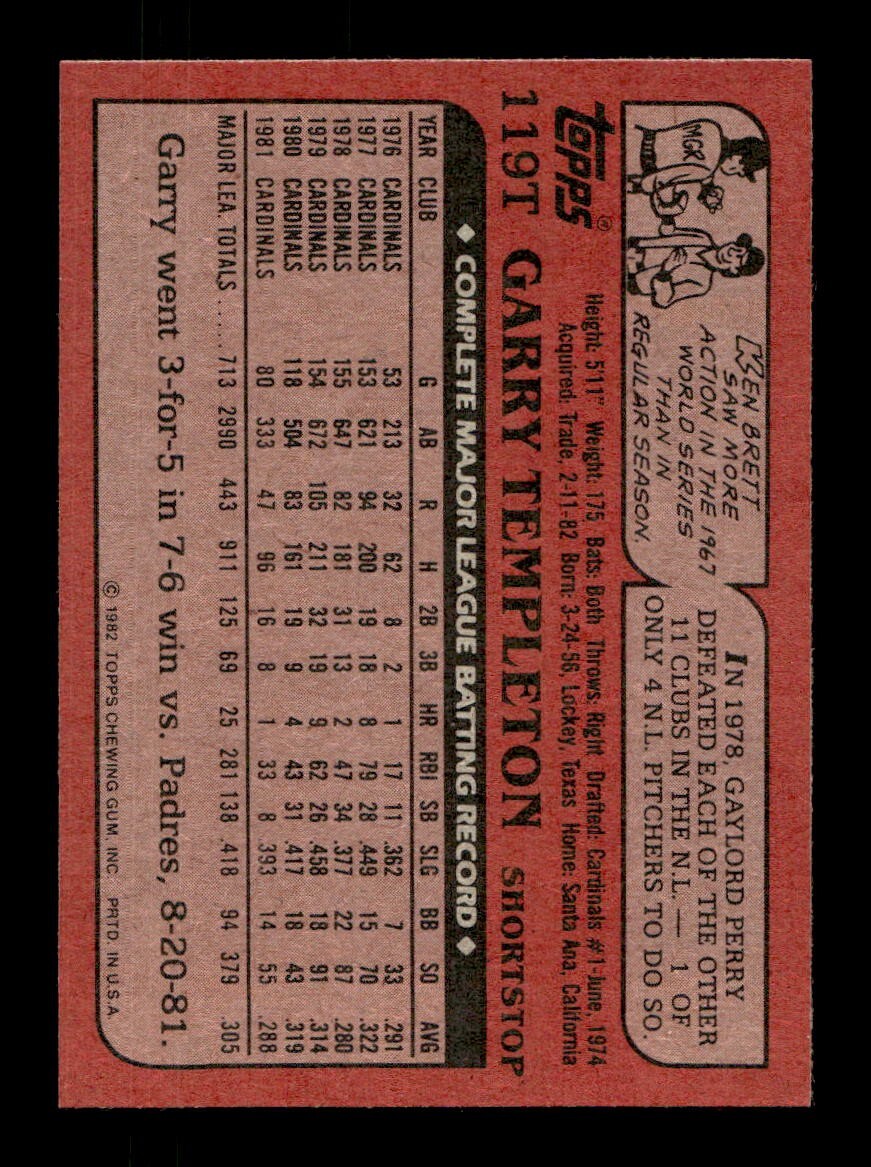 MGR
KEN BRETT
SAW MORE
ACTION IN THE 1967
WORLD SERIES
THAN IN
REGULAR SEASON.
IN 1978, GAYLORD PERRY
DEFEATED EACH OF THE OTHER
11 CLUBS IN THE N.L. — 1 OF
ONLY 4 N.L. PITCHERS TO DO SO.
topps®
Height: 5'11" Weight: 175 Bats: Both Throws: Right Drafted: Cardinals #1-June, 1974
Acquired: Trade, 2-11-82 Born: 3-24-56, Lockey, Texas Home: Santa Ana, California
119T GARRY TEMPLETON SHORTSTOP
◆ COMPLETE MAJOR LEAGUE BATTING RECORD ◆
YEAR CLUB G AB R H 2B 3B HR RBI SB SLG BB SO AVG
1976 CARDINALS 53 213 32 62 8 2 1 17 11 .362 7 33 .291
1977 CARDINALS 153 621 94 200 19 18 8 79 28 .449 15 70 .322
1978 CARDINALS 155 647 82 181 31 13 2 47 34 .377 22 87 .280
1979 CARDINALS 154 672 105 211 32 19 9 62 26 .458 18 91 .314
1980 CARDINALS 118 504 83 161 19 9 4 43 31 .417 18 43 .319
1981 CARDINALS 80 333 47 96 16 8 1 33 8 .393 14 55 .288
MAJOR LEA. TOTALS ...... 713 2990 443 911 125 69 25 281 138 .418 94 379 .305
Garry went 3-for-5 in 7-6 win vs. Padres, 8-20-81.
© 1982 TOPPS CHEWING GUM, INC. PRTD. IN U.S.A.